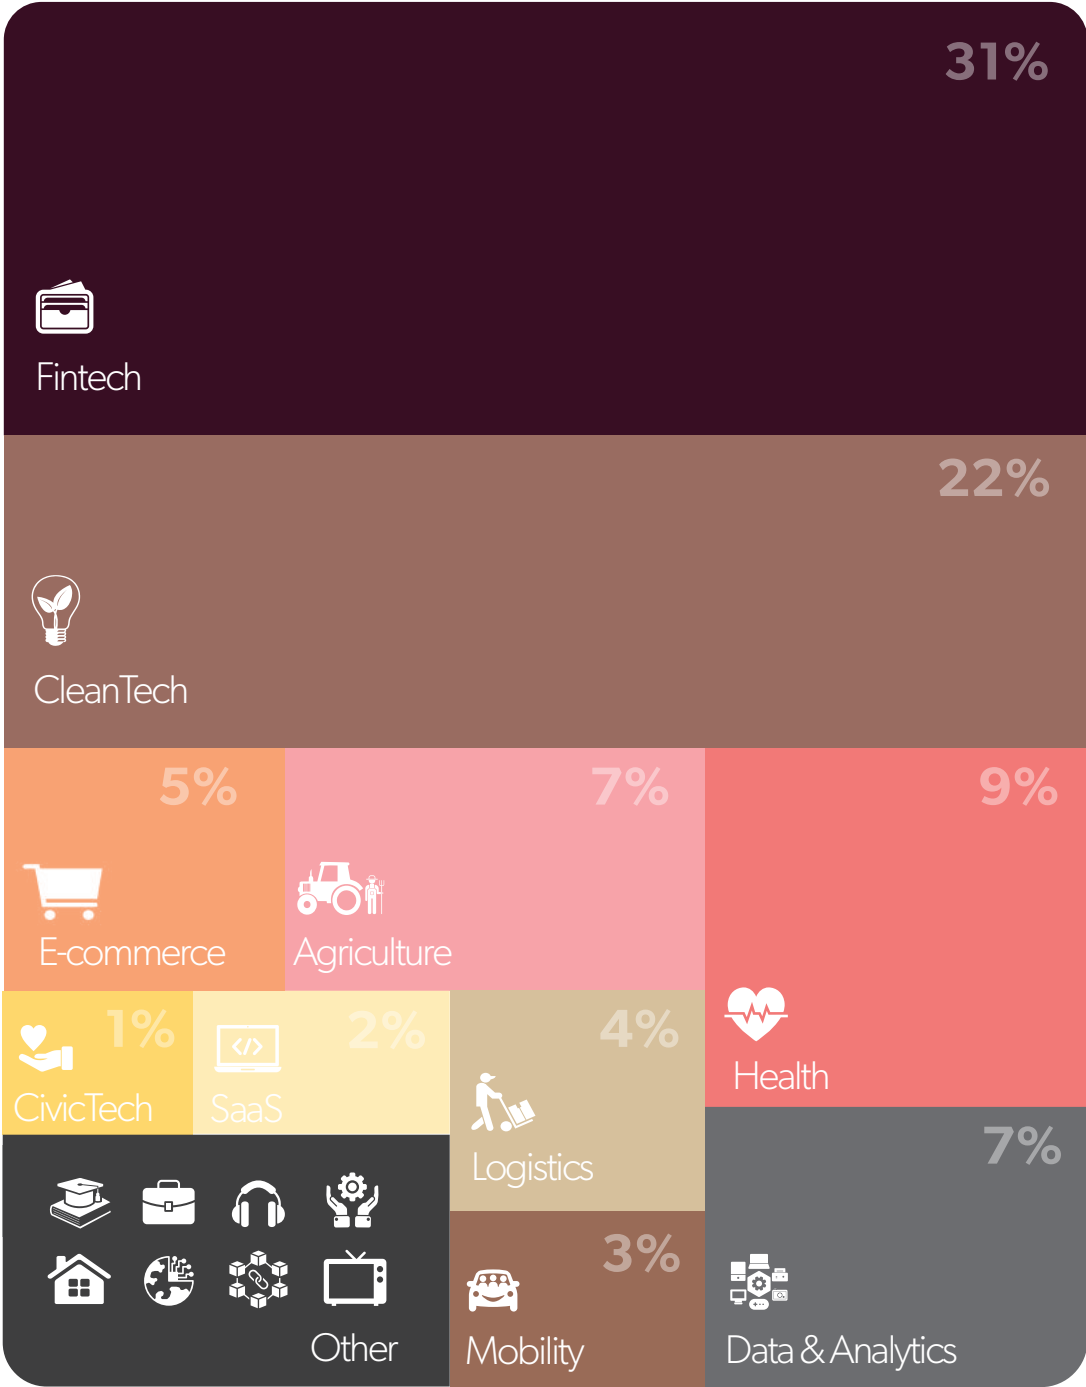 31%
Fintech
22%
CleanTech
5%
E-commerce
7%
Agriculture
9%
Health
1%
CivicTech
2%
</>
SaaS
4%
Logistics
3%
Mobility
7%
Data & Analytics
Other